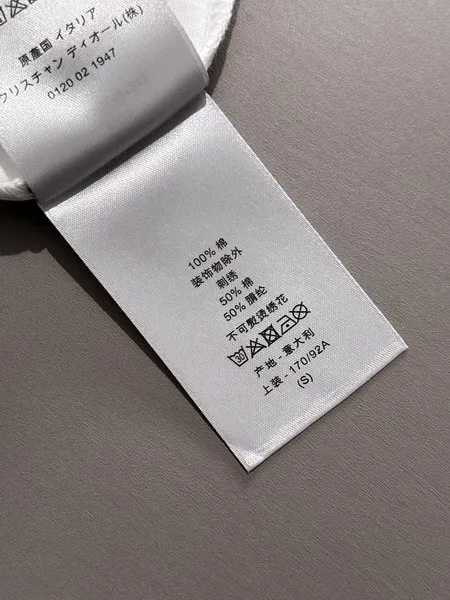 原產国 イタリア
クリスチャン ディオール(株)
0120 02 1947
100% 棉
装饰物除外
刺绣
50% 棉
50% 腈纶
不可熨烫绣花
30
产地 - 意大利
上装 - 170/92A
(S)